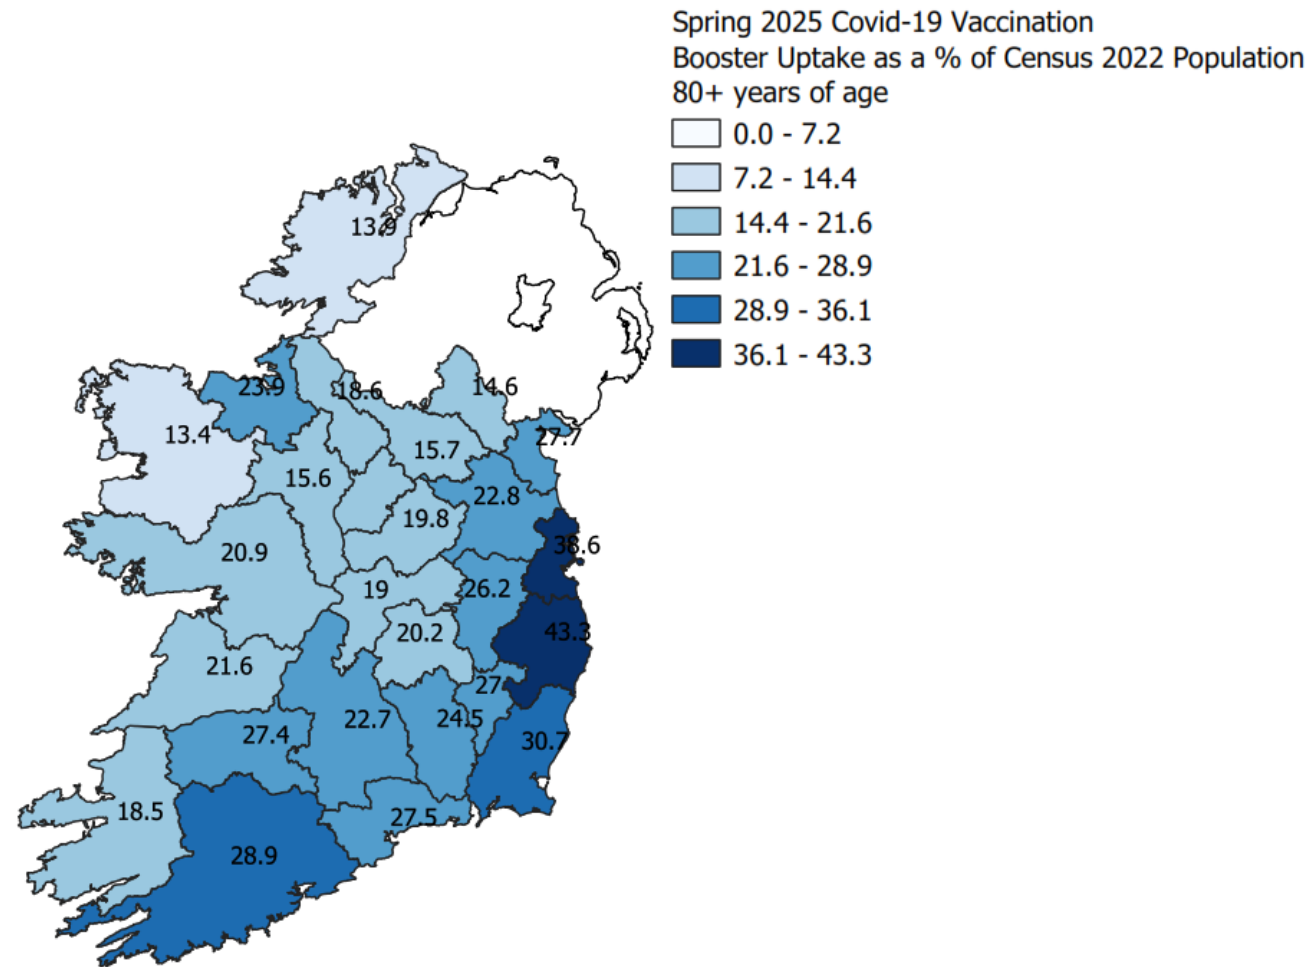 Spring 2025 Covid-19 Vaccination
Booster Uptake as a % of Census 2022 Population
80+ years of age
0.0 - 7.2
7.2 - 14.4
14.4 - 21.6
21.6 - 28.9
28.9 - 36.1
36.1 - 43.3
13.9
23.9
18.6
14.6
13.4
27.7
15.7
15.6
22.8
19.8
20.9
38.6
19
26.2
20.2
43.3
21.6
27
22.7
24.5
27.4
30.7
18.5
27.5
28.9